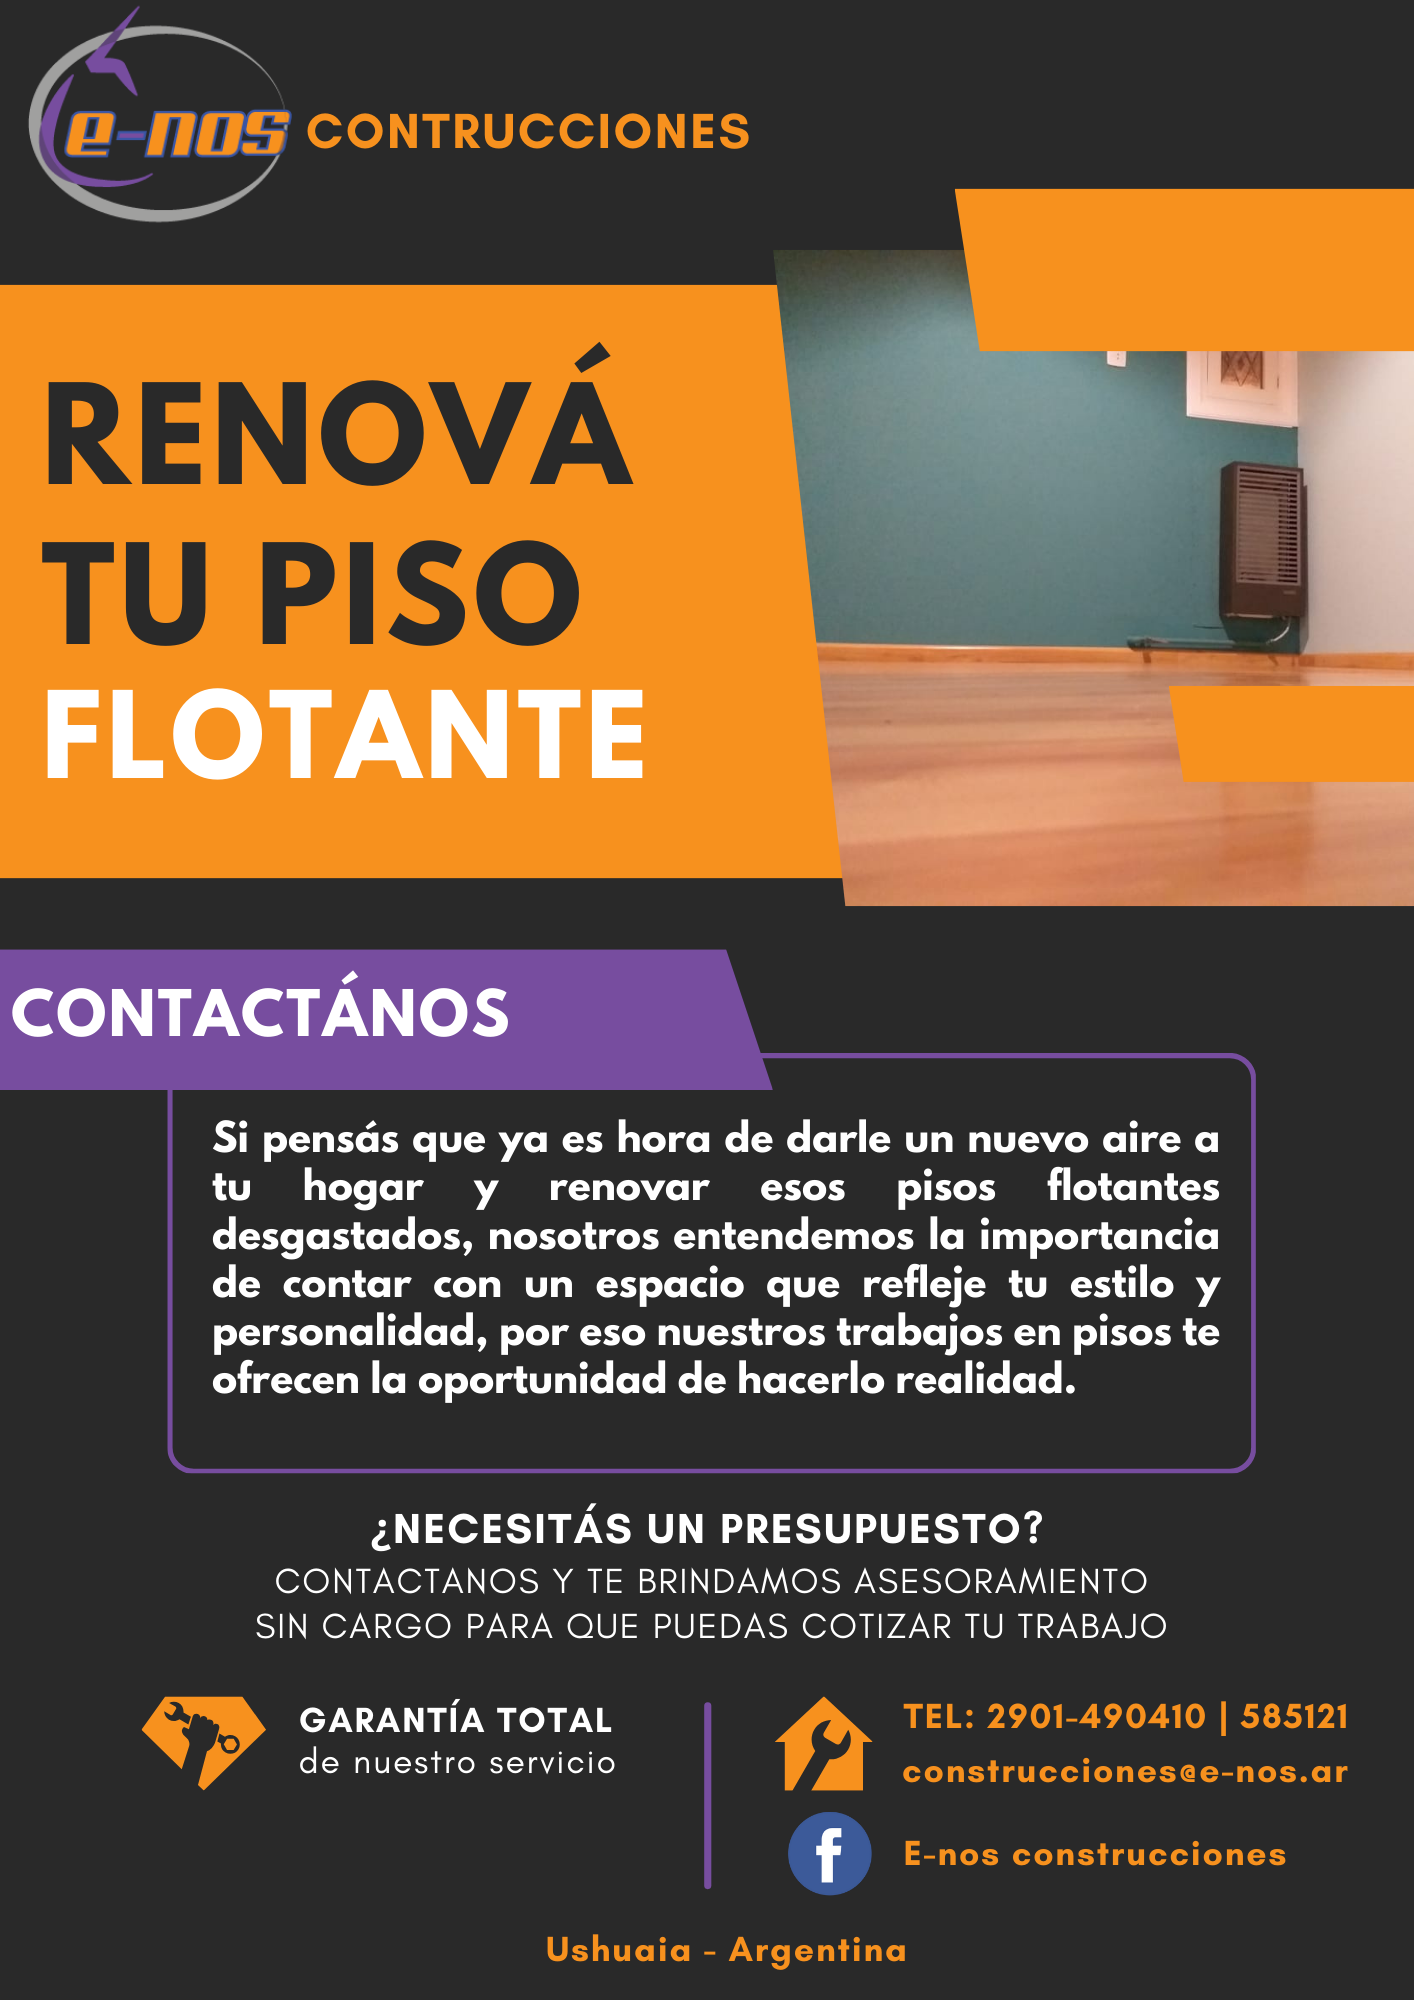 e-nos CONTRUCCIONES
RENOVÁ
TU PISO
FLOTANTE
CONTACTÁNOS
Si pensás que ya es hora de darle un nuevo aire a
tu hogar y renovar esos pisos flotantes
desgastados, nosotros entendemos la importancia
de contar con un espacio que refleje tu estilo y
personalidad, por eso nuestros trabajos en pisos te
ofrecen la oportunidad de hacerlo realidad.
¿NECESITÁS UN PRESUPUESTO?
CONTACTANOS Y TE BRINDAMOS ASESORAMIENTO
SIN CARGO PARA QUE PUEDAS COTIZAR TU TRABAJO
GARANTÍA TOTAL
de nuestro servicio
TEL: 2901-490410 | 585121
construcciones@e-nos.ar
E-nos construcciones
Ushuaia - Argentina